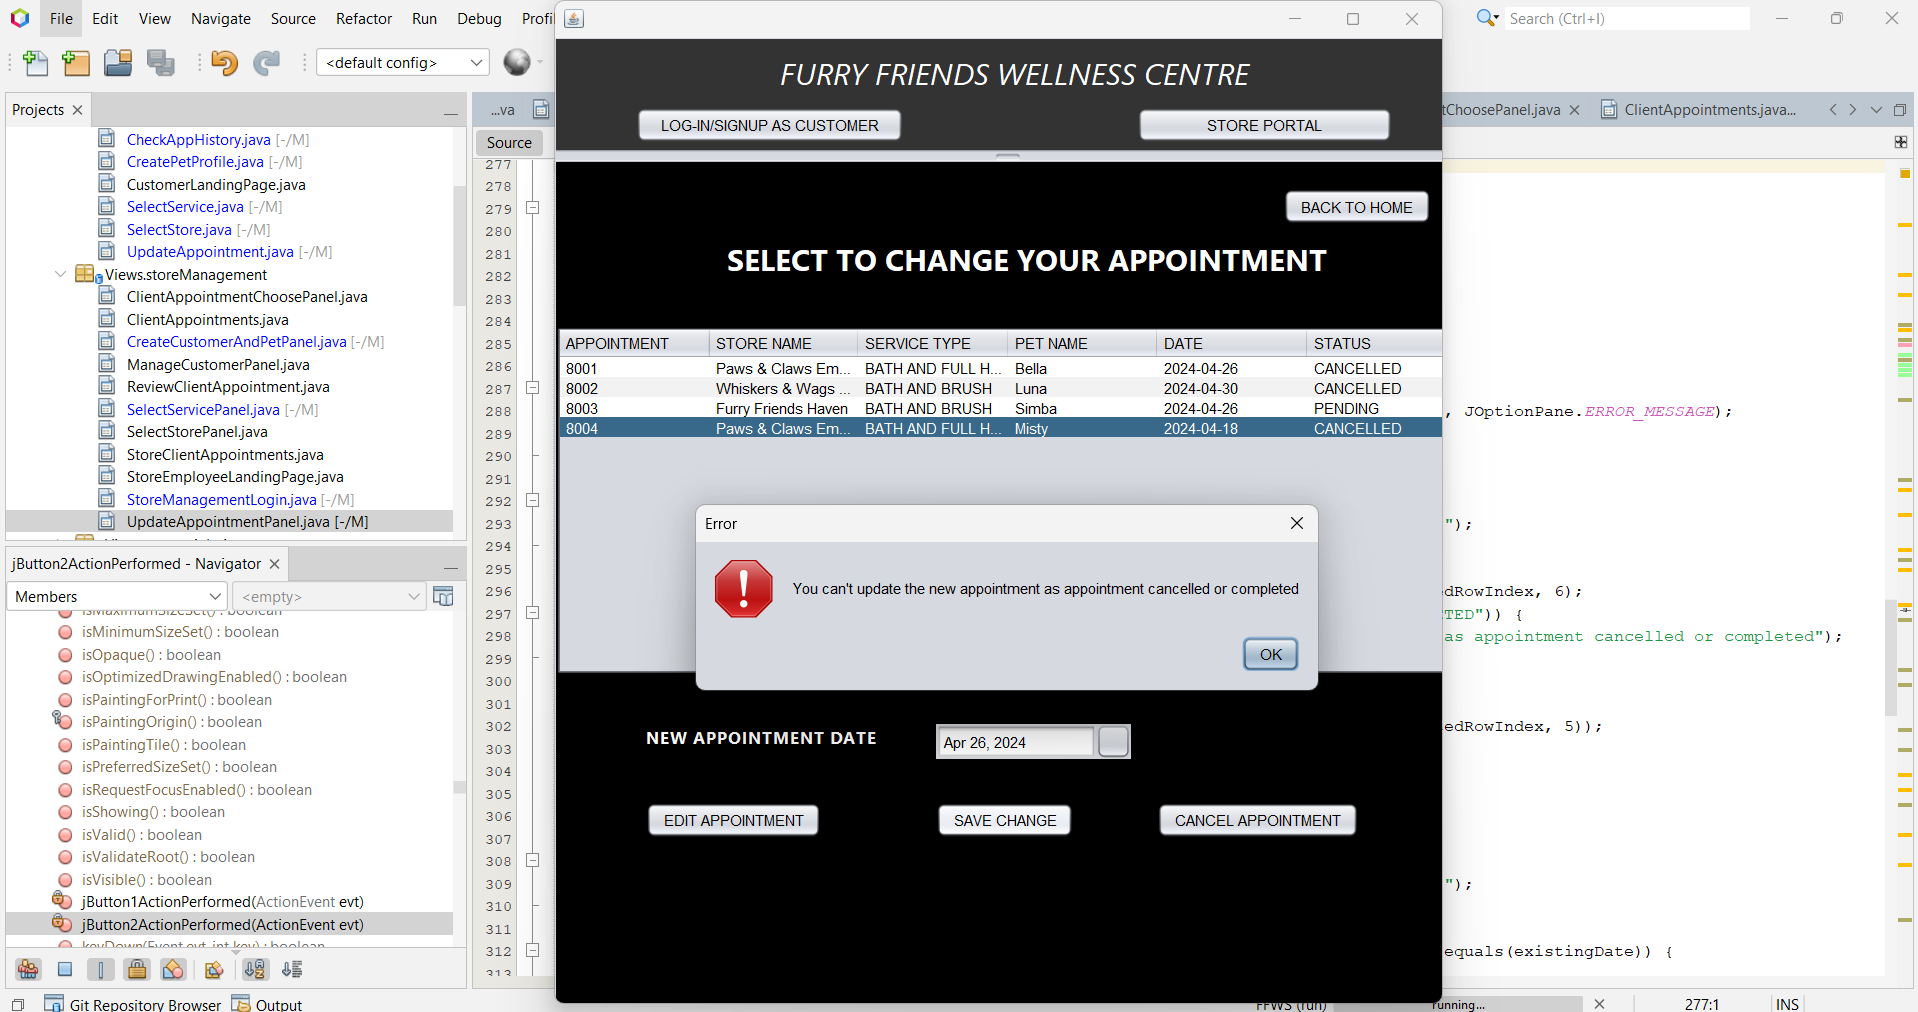 File Edit View Navigate Source Refactor Run Debug Profi
Search (Ctrl+I)
<default config>
FURRY FRIENDS WELLNESS CENTRE
LOG-IN/SIGNUP AS CUSTOMER
STORE PORTAL
Projects
...va
tChoosePanel.java
ClientAppointments.java...
Source
CheckAppHistory.java [-/M]
CreatePetProfile.java [-/M]
CustomerLandingPage.java
SelectService.java [-/M]
SelectStore.java [-/M]
UpdateAppointment.java [-/M]
Views.storeManagement
ClientAppointmentChoosePanel.java
ClientAppointments.java
CreateCustomerAndPetPanel.java [-/M]
ManageCustomerPanel.java
ReviewClientAppointment.java
SelectServicePanel.java [-/M]
SelectStorePanel.java
StoreClientAppointments.java
StoreEmployeeLandingPage.java
StoreManagementLogin.java [-/M]
UpdateAppointmentPanel.java [-/M]
jButton2ActionPerformed - Navigator
Members
<empty>
isMaximumSizeSet() : boolean
isMinimumSizeSet() : boolean
isOpaque() : boolean
isOptimizedDrawingEnabled() : boolean
isPaintingForPrint() : boolean
isPaintingOrigin() : boolean
isPaintingTile() : boolean
isPreferredSizeSet() : boolean
isRequestFocusEnabled() : boolean
isShowing() : boolean
isValid() : boolean
isValidateRoot() : boolean
isVisible() : boolean
jButton1ActionPerformed(ActionEvent evt)
jButton2ActionPerformed(ActionEvent evt)
keyDown(Event evt, int key) : boolean
277
278
279
280
281
282
283
284
285
286
287
288
289
290
291
292
293
294
295
296
297
298
299
300
301
302
303
304
305
306
307
308
309
310
311
312
313
BACK TO HOME
SELECT TO CHANGE YOUR APPOINTMENT
APPOINTMENT STORE NAME SERVICE TYPE PET NAME DATE STATUS
8001 Paws & Claws Em... BATH AND FULL H... Bella 2024-04-26 CANCELLED
8002 Whiskers & Wags ... BATH AND BRUSH Luna 2024-04-30 CANCELLED
8003 Furry Friends Haven BATH AND BRUSH Simba 2024-04-26 PENDING
8004 Paws & Claws Em... BATH AND FULL H... Misty 2024-04-18 CANCELLED
Error
You can't update the new appointment as appointment cancelled or completed
OK
NEW APPOINTMENT DATE
Apr 26, 2024
EDIT APPOINTMENT
SAVE CHANGE
CANCEL APPOINTMENT
, JOptionPane.ERROR_MESSAGE);
");
edRowIndex, 6);
TED")) {
as appointment cancelled or completed");
edRowIndex, 5));
");
equals(existingDate)) {
Git Repository Browser
Output
FFWS (run)
running...
277:1
INS